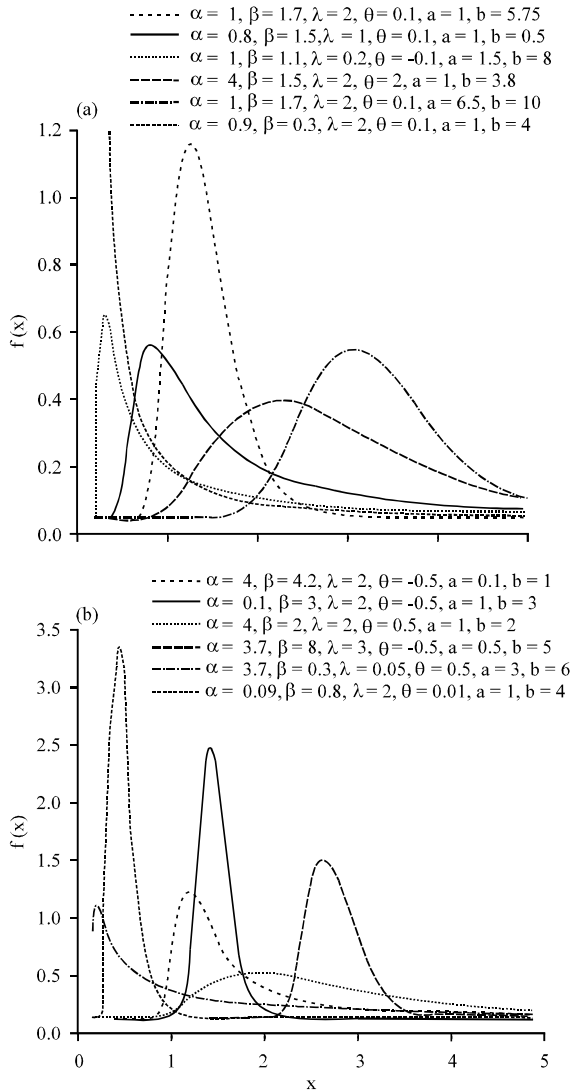 α = 1, β = 1.7, λ = 2, θ = 0.1, a = 1, b = 5.75
α = 0.8, β = 1.5, λ = 1, θ = 0.1, a = 1, b = 0.5
α = 1, β = 1.1, λ = 0.2, θ = -0.1, a = 1.5, b = 8
α = 4, β = 1.5, λ = 2, θ = 2, a = 1, b = 3.8
α = 1, β = 1.7, λ = 2, θ = 0.1, a = 6.5, b = 10
α = 0.9, β = 0.3, λ = 2, θ = 0.1, a = 1, b = 4
(a)
1.2
1.0
0.8
0.6
0.4
0.2
0.0
f (x)
0
1
2
3
4
5
α = 4, β = 4.2, λ = 2, θ = -0.5, a = 0.1, b = 1
α = 0.1, β = 3, λ = 2, θ = -0.5, a = 1, b = 3
α = 4, β = 2, λ = 2, θ = 0.5, a = 1, b = 2
α = 3.7, β = 8, λ = 3, θ = -0.5, a = 0.5, b = 5
α = 3.7, β = 0.3, λ = 0.05, θ = 0.5, a = 3, b = 6
α = 0.09, β = 0.8, λ = 2, θ = 0.01, a = 1, b = 4
(b)
3.5
3.0
2.5
2.0
1.5
1.0
0.5
0.0
f (x)
0
1
2
3
4
5
x